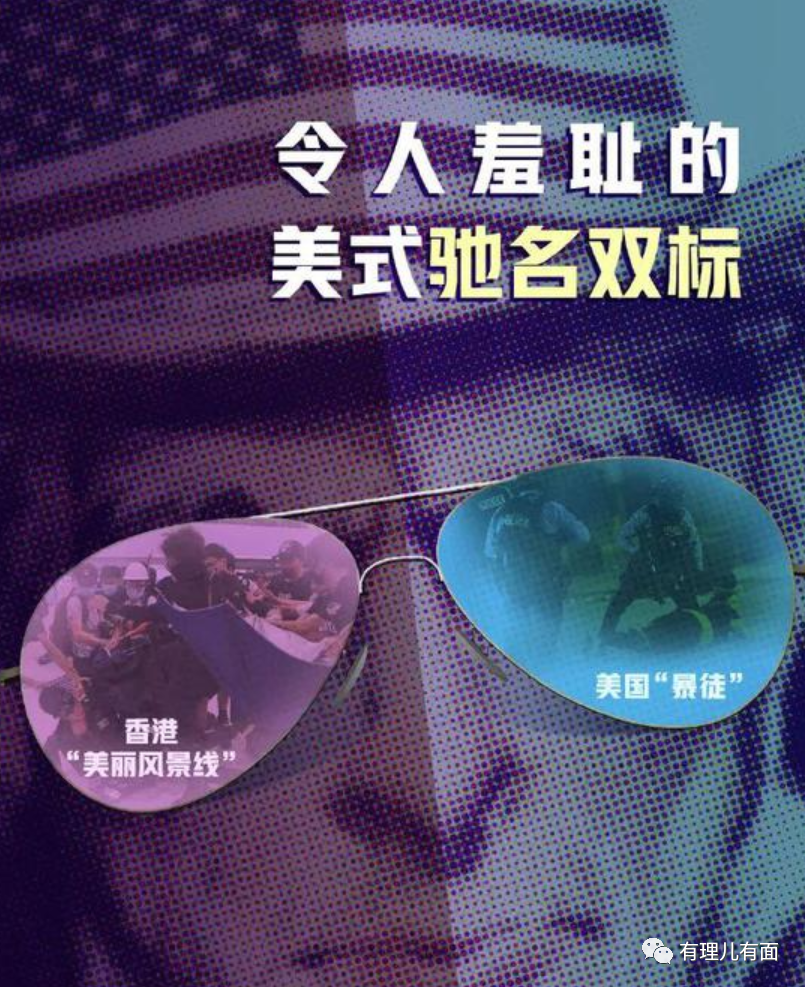 令人羞耻的
美式驰名双标
香港
“美丽风景线”
美国“暴徒”
有理儿有面